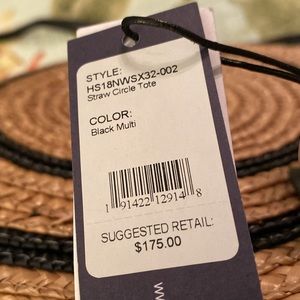 STYLE:
HS18NWSX32-002
Straw Circle Tote
COLOR:
Black Multi
1 91422 12914 8
SUGGESTED RETAIL:
$175.00